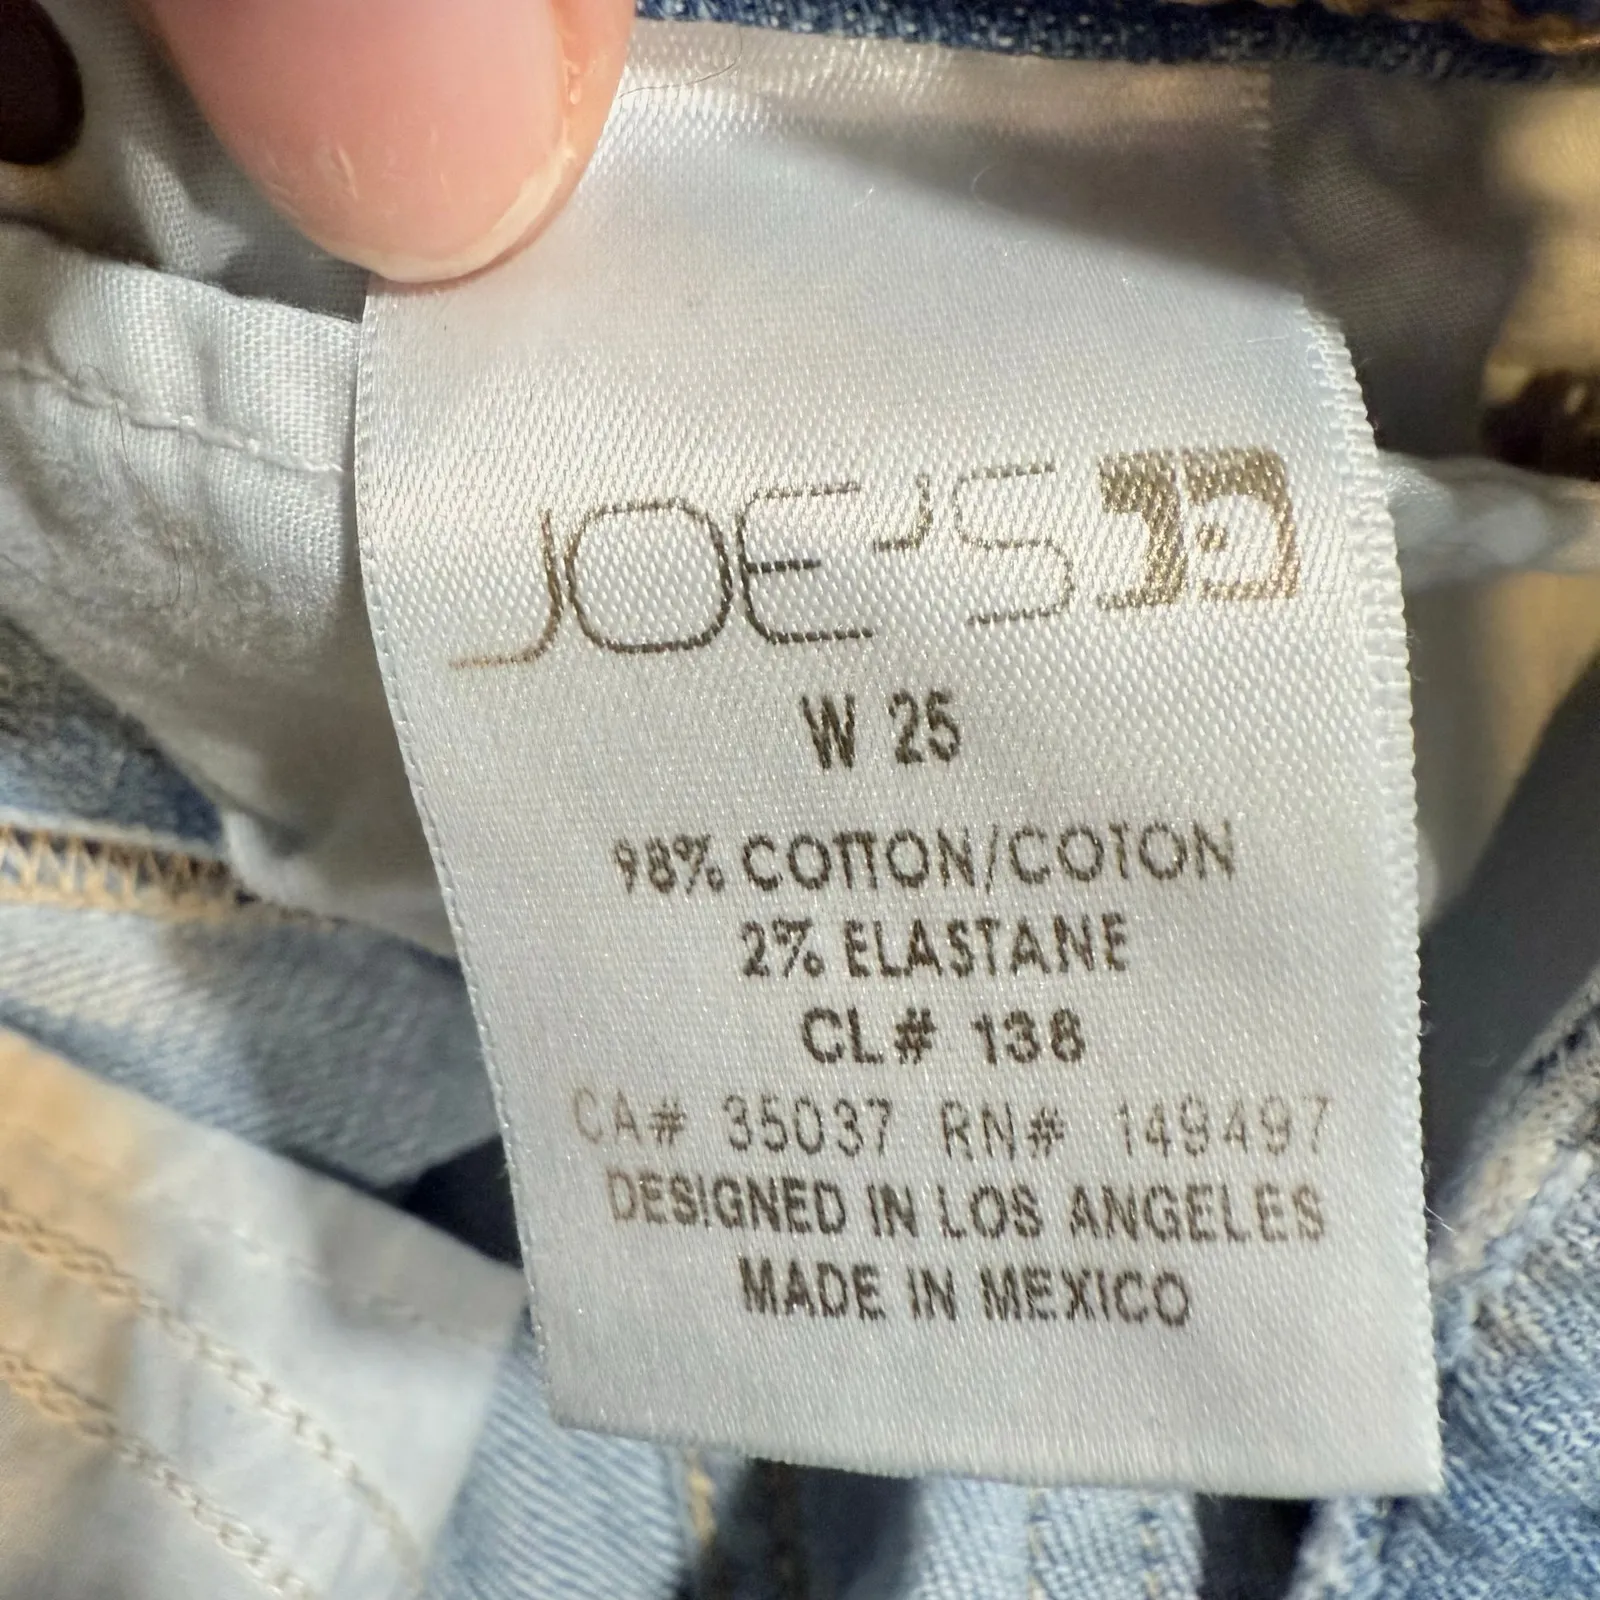 JOE'S
W 25
98% COTTON/COTON
2% ELASTANE
CL# 138
CA# 35037 RN# 149497
DESIGNED IN LOS ANGELES
MADE IN MEXICO